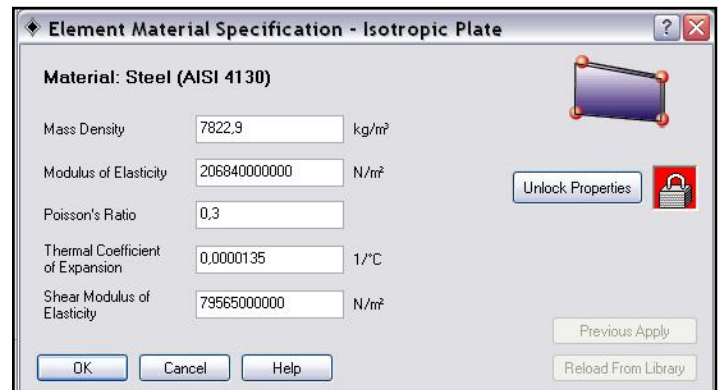 Element Material Specification - Isotropic Plate
Material: Steel (AISI 4130)
Mass Density 7822,9 kg/m³
Modulus of Elasticity 206840000000 N/m²
Unlock Properties
Poisson's Ratio 0,3
Thermal Coefficient
of Expansion 0,0000135 1/°C
Shear Modulus of
Elasticity 79565000000 N/m²
Previous Apply
OK Cancel Help Reload From Library